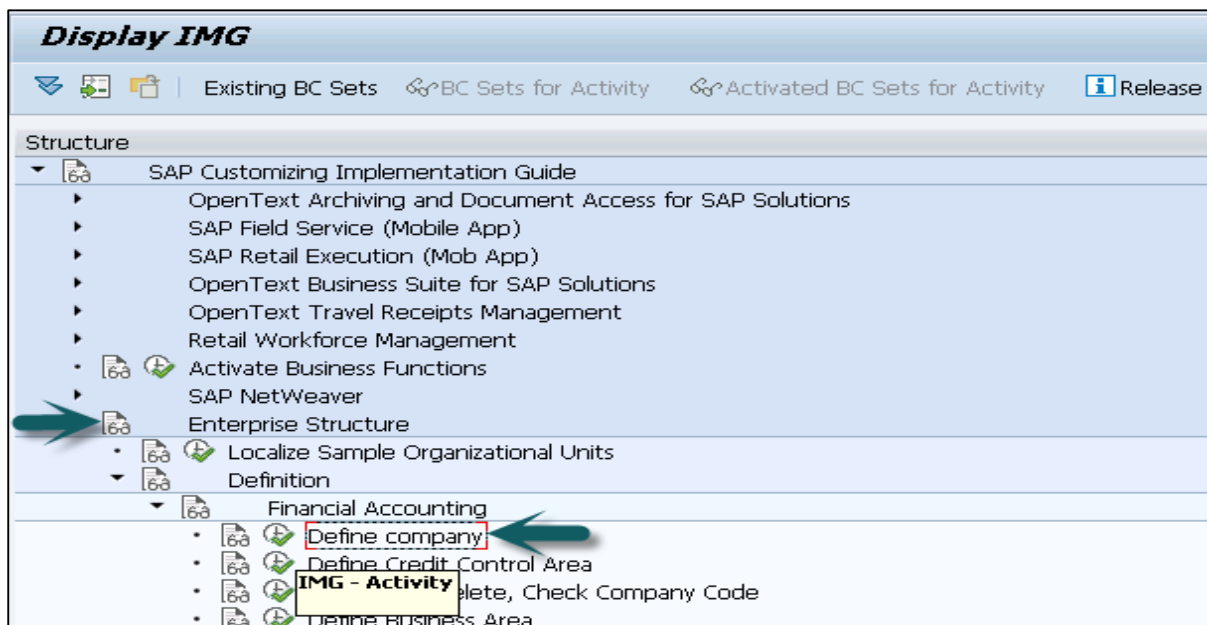 Display IMG
Existing BC Sets BC Sets for Activity Activated BC Sets for Activity Release
Structure
SAP Customizing Implementation Guide
OpenText Archiving and Document Access for SAP Solutions
SAP Field Service (Mobile App)
SAP Retail Execution (Mob App)
OpenText Business Suite for SAP Solutions
OpenText Travel Receipts Management
Retail Workforce Management
Activate Business Functions
SAP NetWeaver
Enterprise Structure
Localize Sample Organizational Units
Definition
Financial Accounting
Define company
Define Credit Control Area
IMG - Activity
elete, Check Company Code
Define Business Area